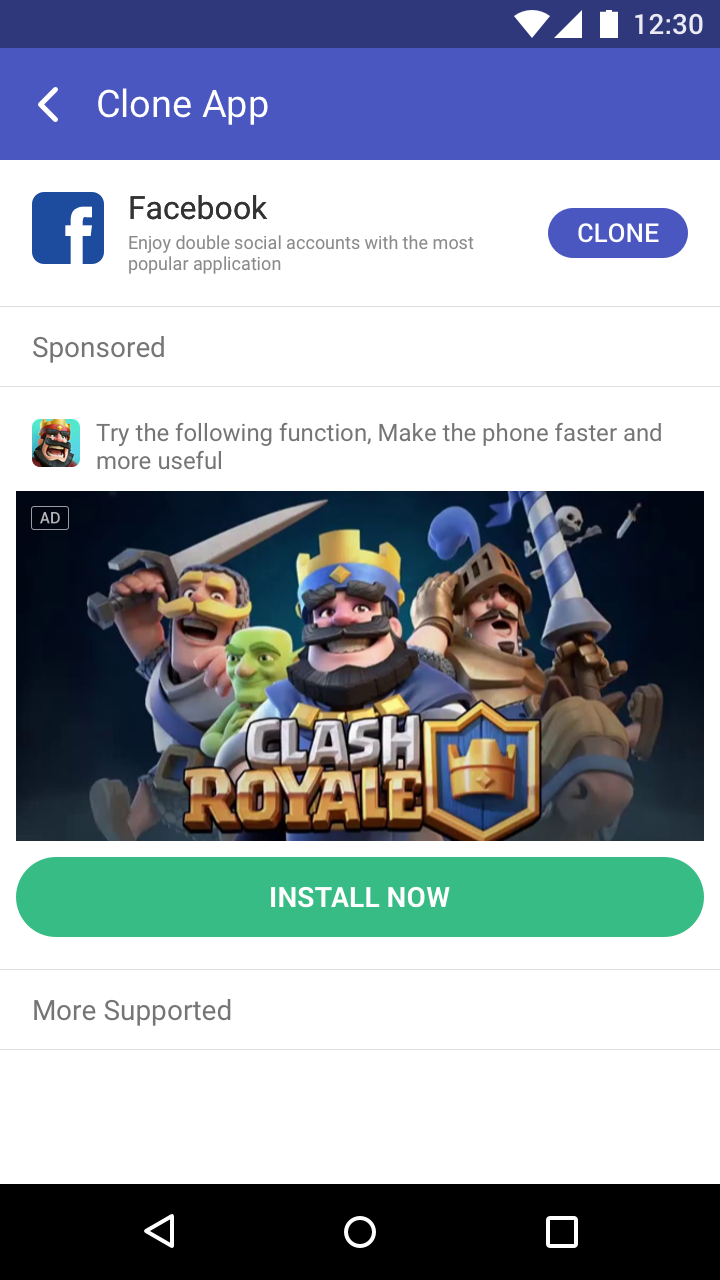 12:30
Clone App
Facebook
Enjoy double social accounts with the most
popular application
CLONE
Sponsored
Try the following function, Make the phone faster and
more useful
AD
CLASH
ROYALE
INSTALL NOW
More Supported